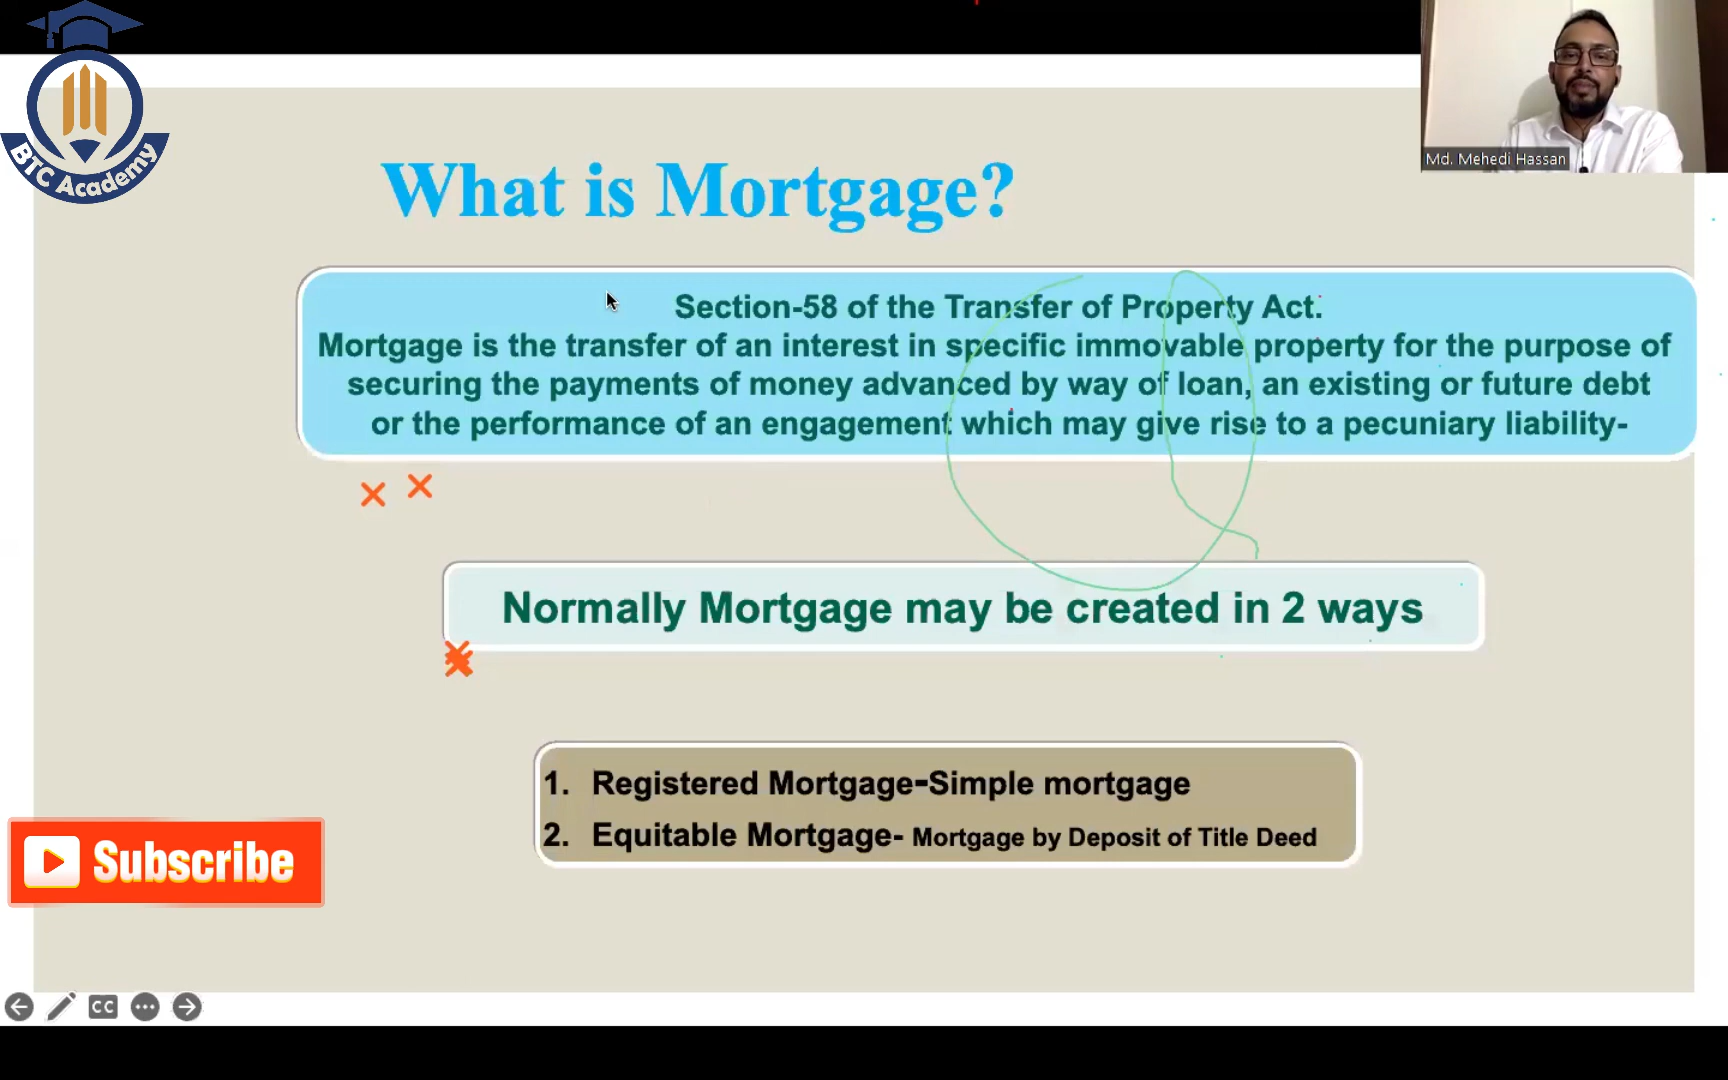 BTC Academy
Md. Mehedi Hassan
What is Mortgage?
Section-58 of the Transfer of Property Act.
Mortgage is the transfer of an interest in specific immovable property for the purpose of
securing the payments of money advanced by way of loan, an existing or future debt
or the performance of an engagement which may give rise to a pecuniary liability-
Normally Mortgage may be created in 2 ways
1. Registered Mortgage-Simple mortgage
2. Equitable Mortgage- Mortgage by Deposit of Title Deed
Subscribe
CC